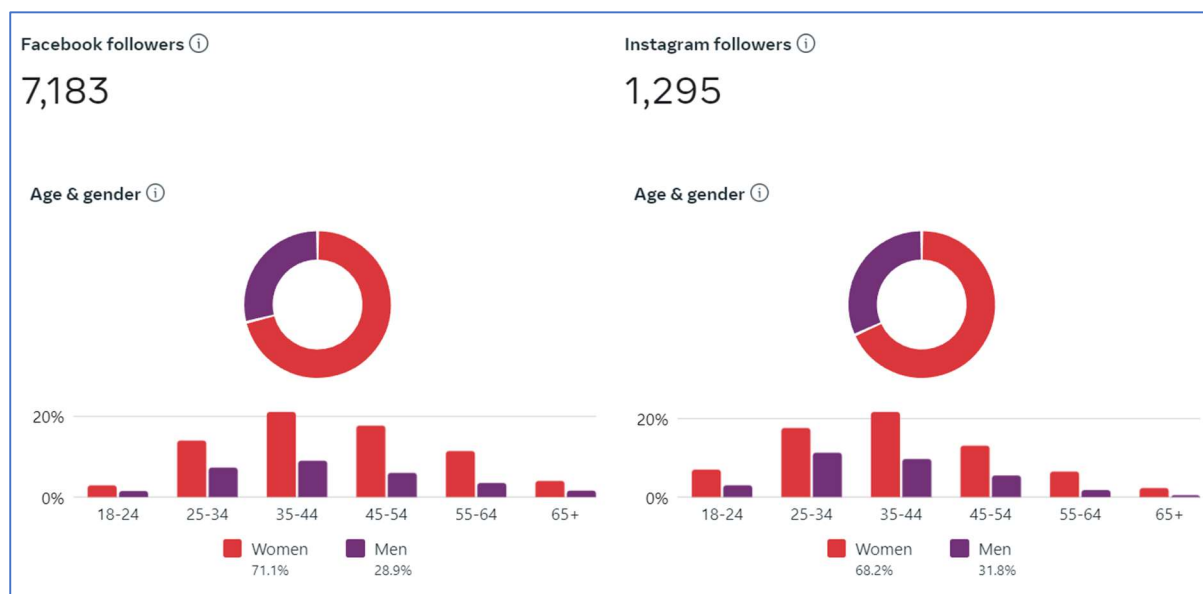 Facebook followers
7,183
Age & gender
20%
0%
18-24 25-34 35-44 45-54 55-64 65+
Women Men
71.1% 28.9%
Instagram followers
1,295
Age & gender
20%
0%
18-24 25-34 35-44 45-54 55-64 65+
Women Men
68.2% 31.8%